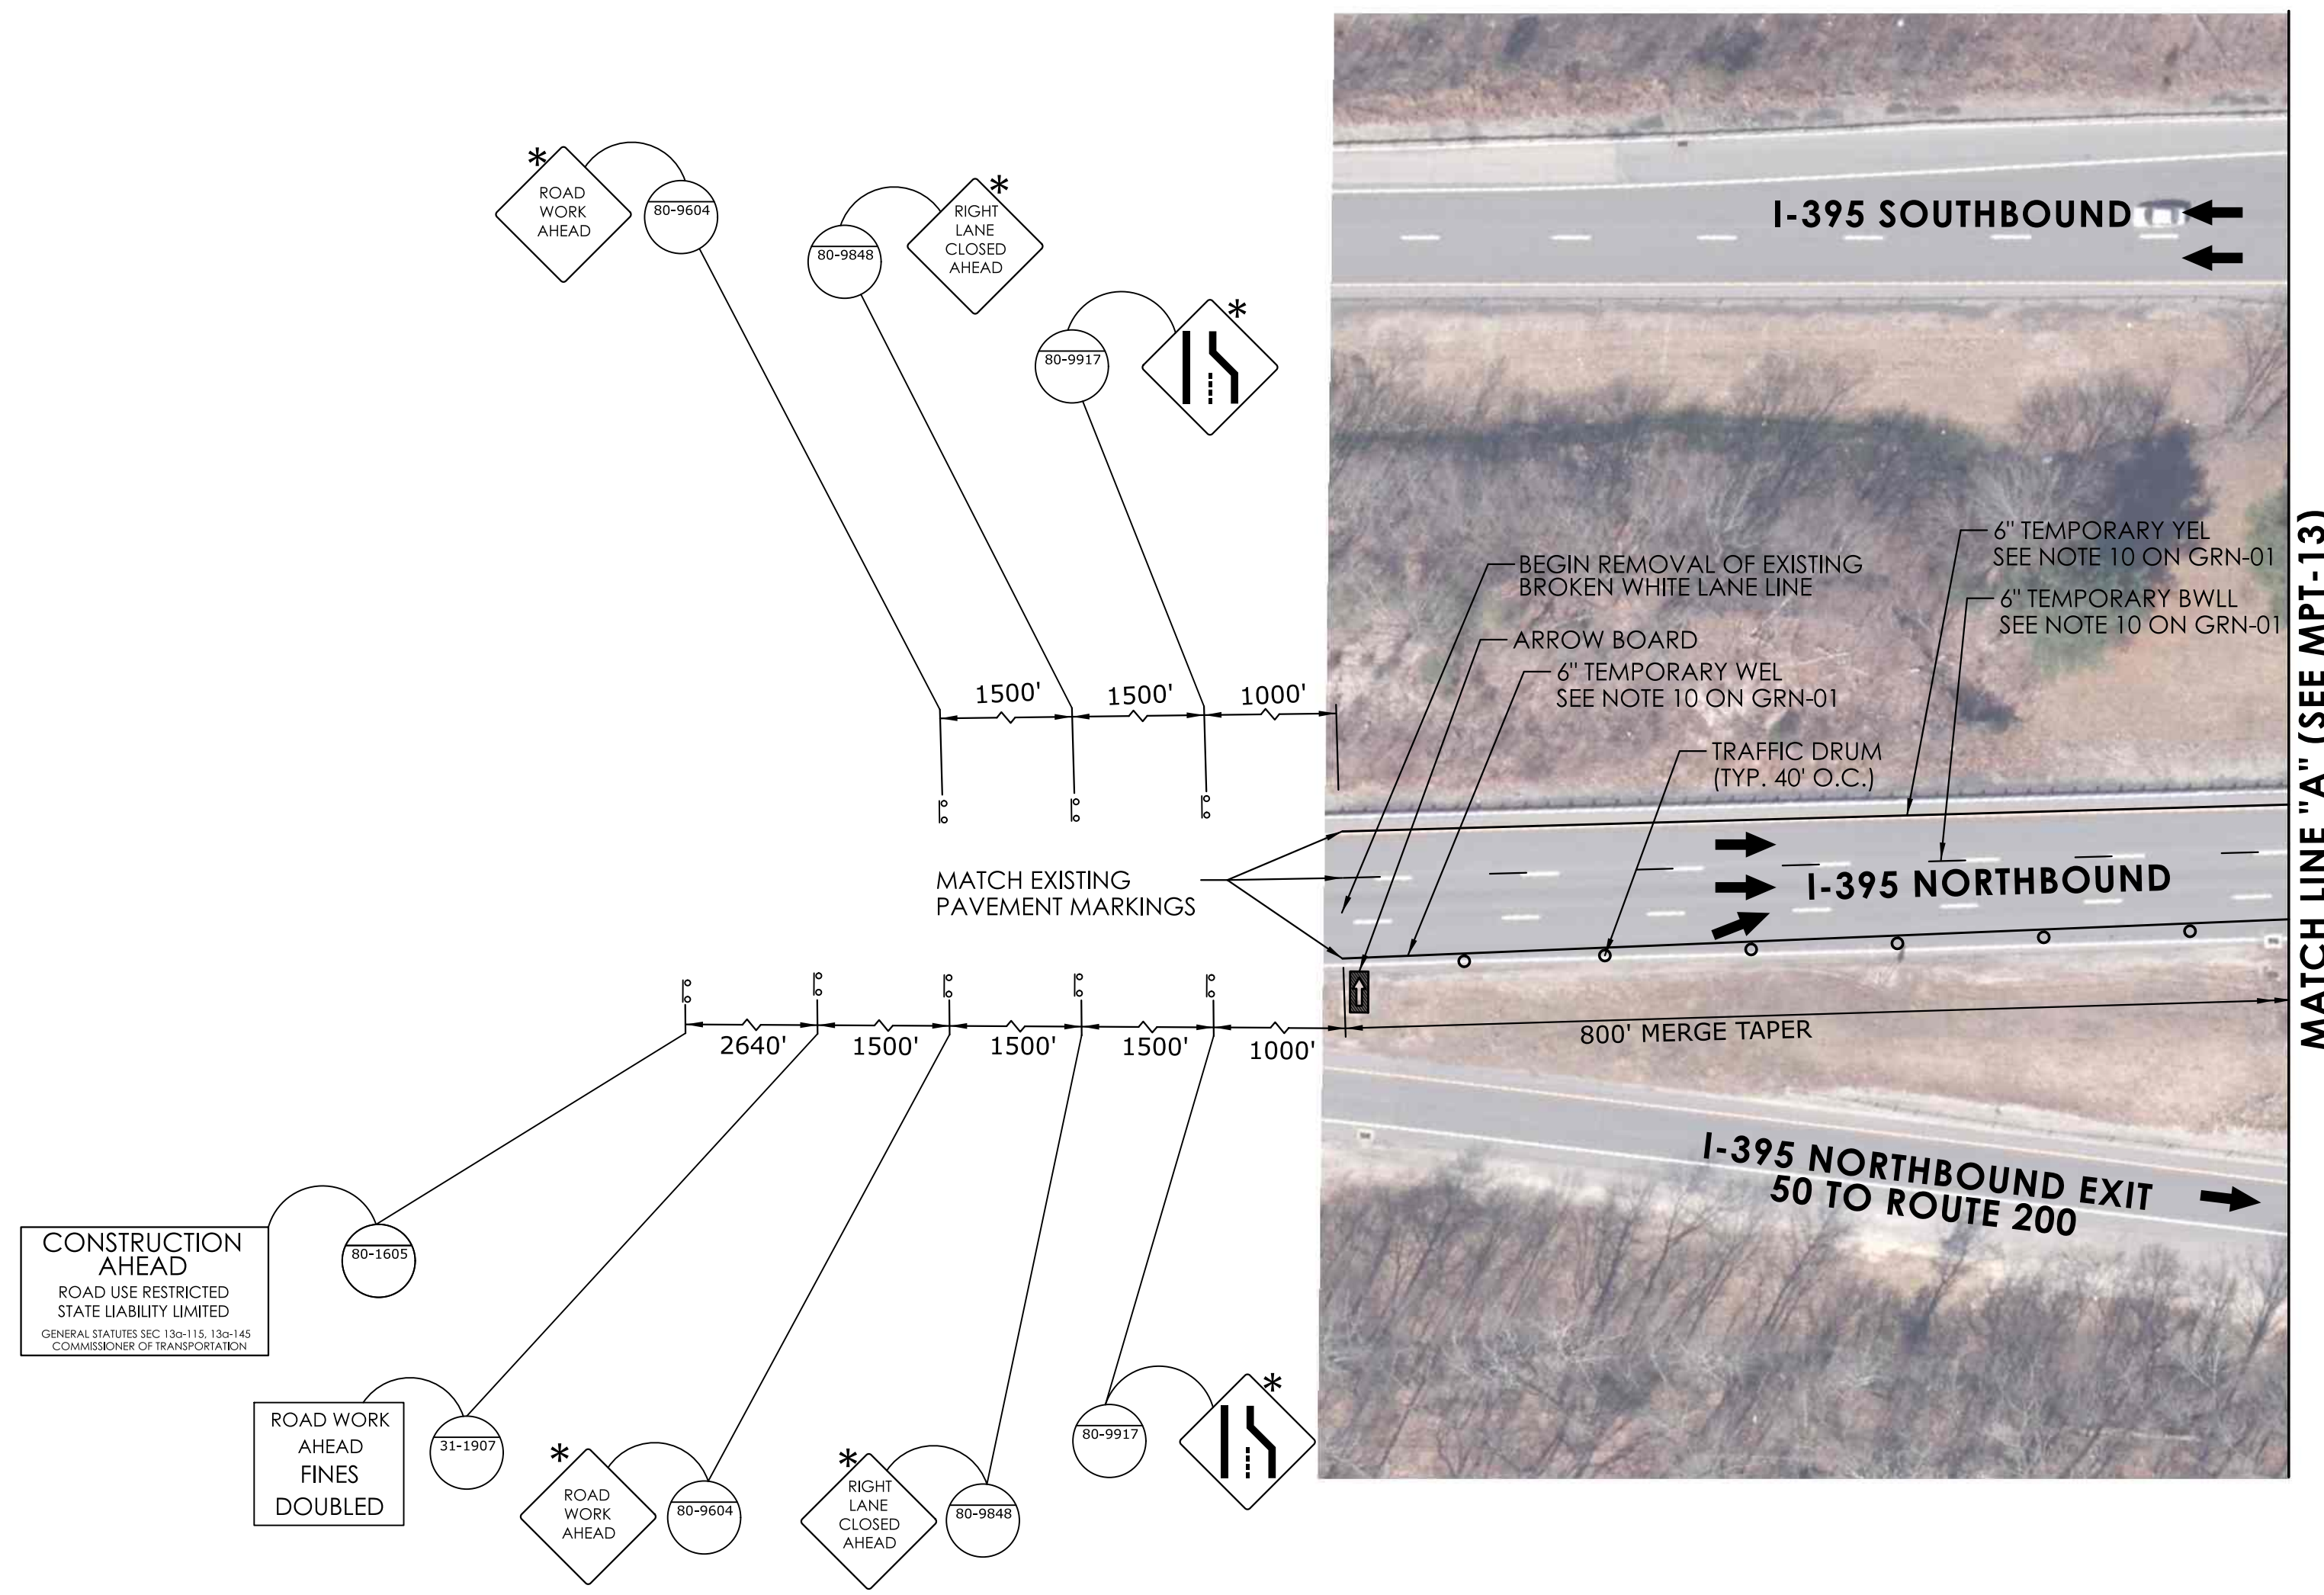 *
ROAD
WORK
AHEAD
80-9604
80-9848
*
RIGHT
LANE
CLOSED
AHEAD
80-9917
*
I-395 SOUTHBOUND
6" TEMPORARY YEL
SEE NOTE 10 ON GRN-01
6" TEMPORARY BWLL
SEE NOTE 10 ON GRN-01
BEGIN REMOVAL OF EXISTING
BROKEN WHITE LANE LINE
ARROW BOARD
6" TEMPORARY WEL
SEE NOTE 10 ON GRN-01
TRAFFIC DRUM
(TYP. 40' O.C.)
1500'
1500'
1000'
MATCH EXISTING
PAVEMENT MARKINGS
I-395 NORTHBOUND
MATCH LINE "A" (SEE MPT-13)
2640'
1500'
1500'
1500'
1000'
800' MERGE TAPER
I-395 NORTHBOUND EXIT
50 TO ROUTE 200
CONSTRUCTION
AHEAD
ROAD USE RESTRICTED
STATE LIABILITY LIMITED
GENERAL STATUTES SEC 13a-115, 13a-145
COMMISSIONER OF TRANSPORTATION
80-1605
ROAD WORK
AHEAD
FINES
DOUBLED
31-1907
*
ROAD
WORK
AHEAD
80-9604
*
RIGHT
LANE
CLOSED
AHEAD
80-9848
80-9917
*